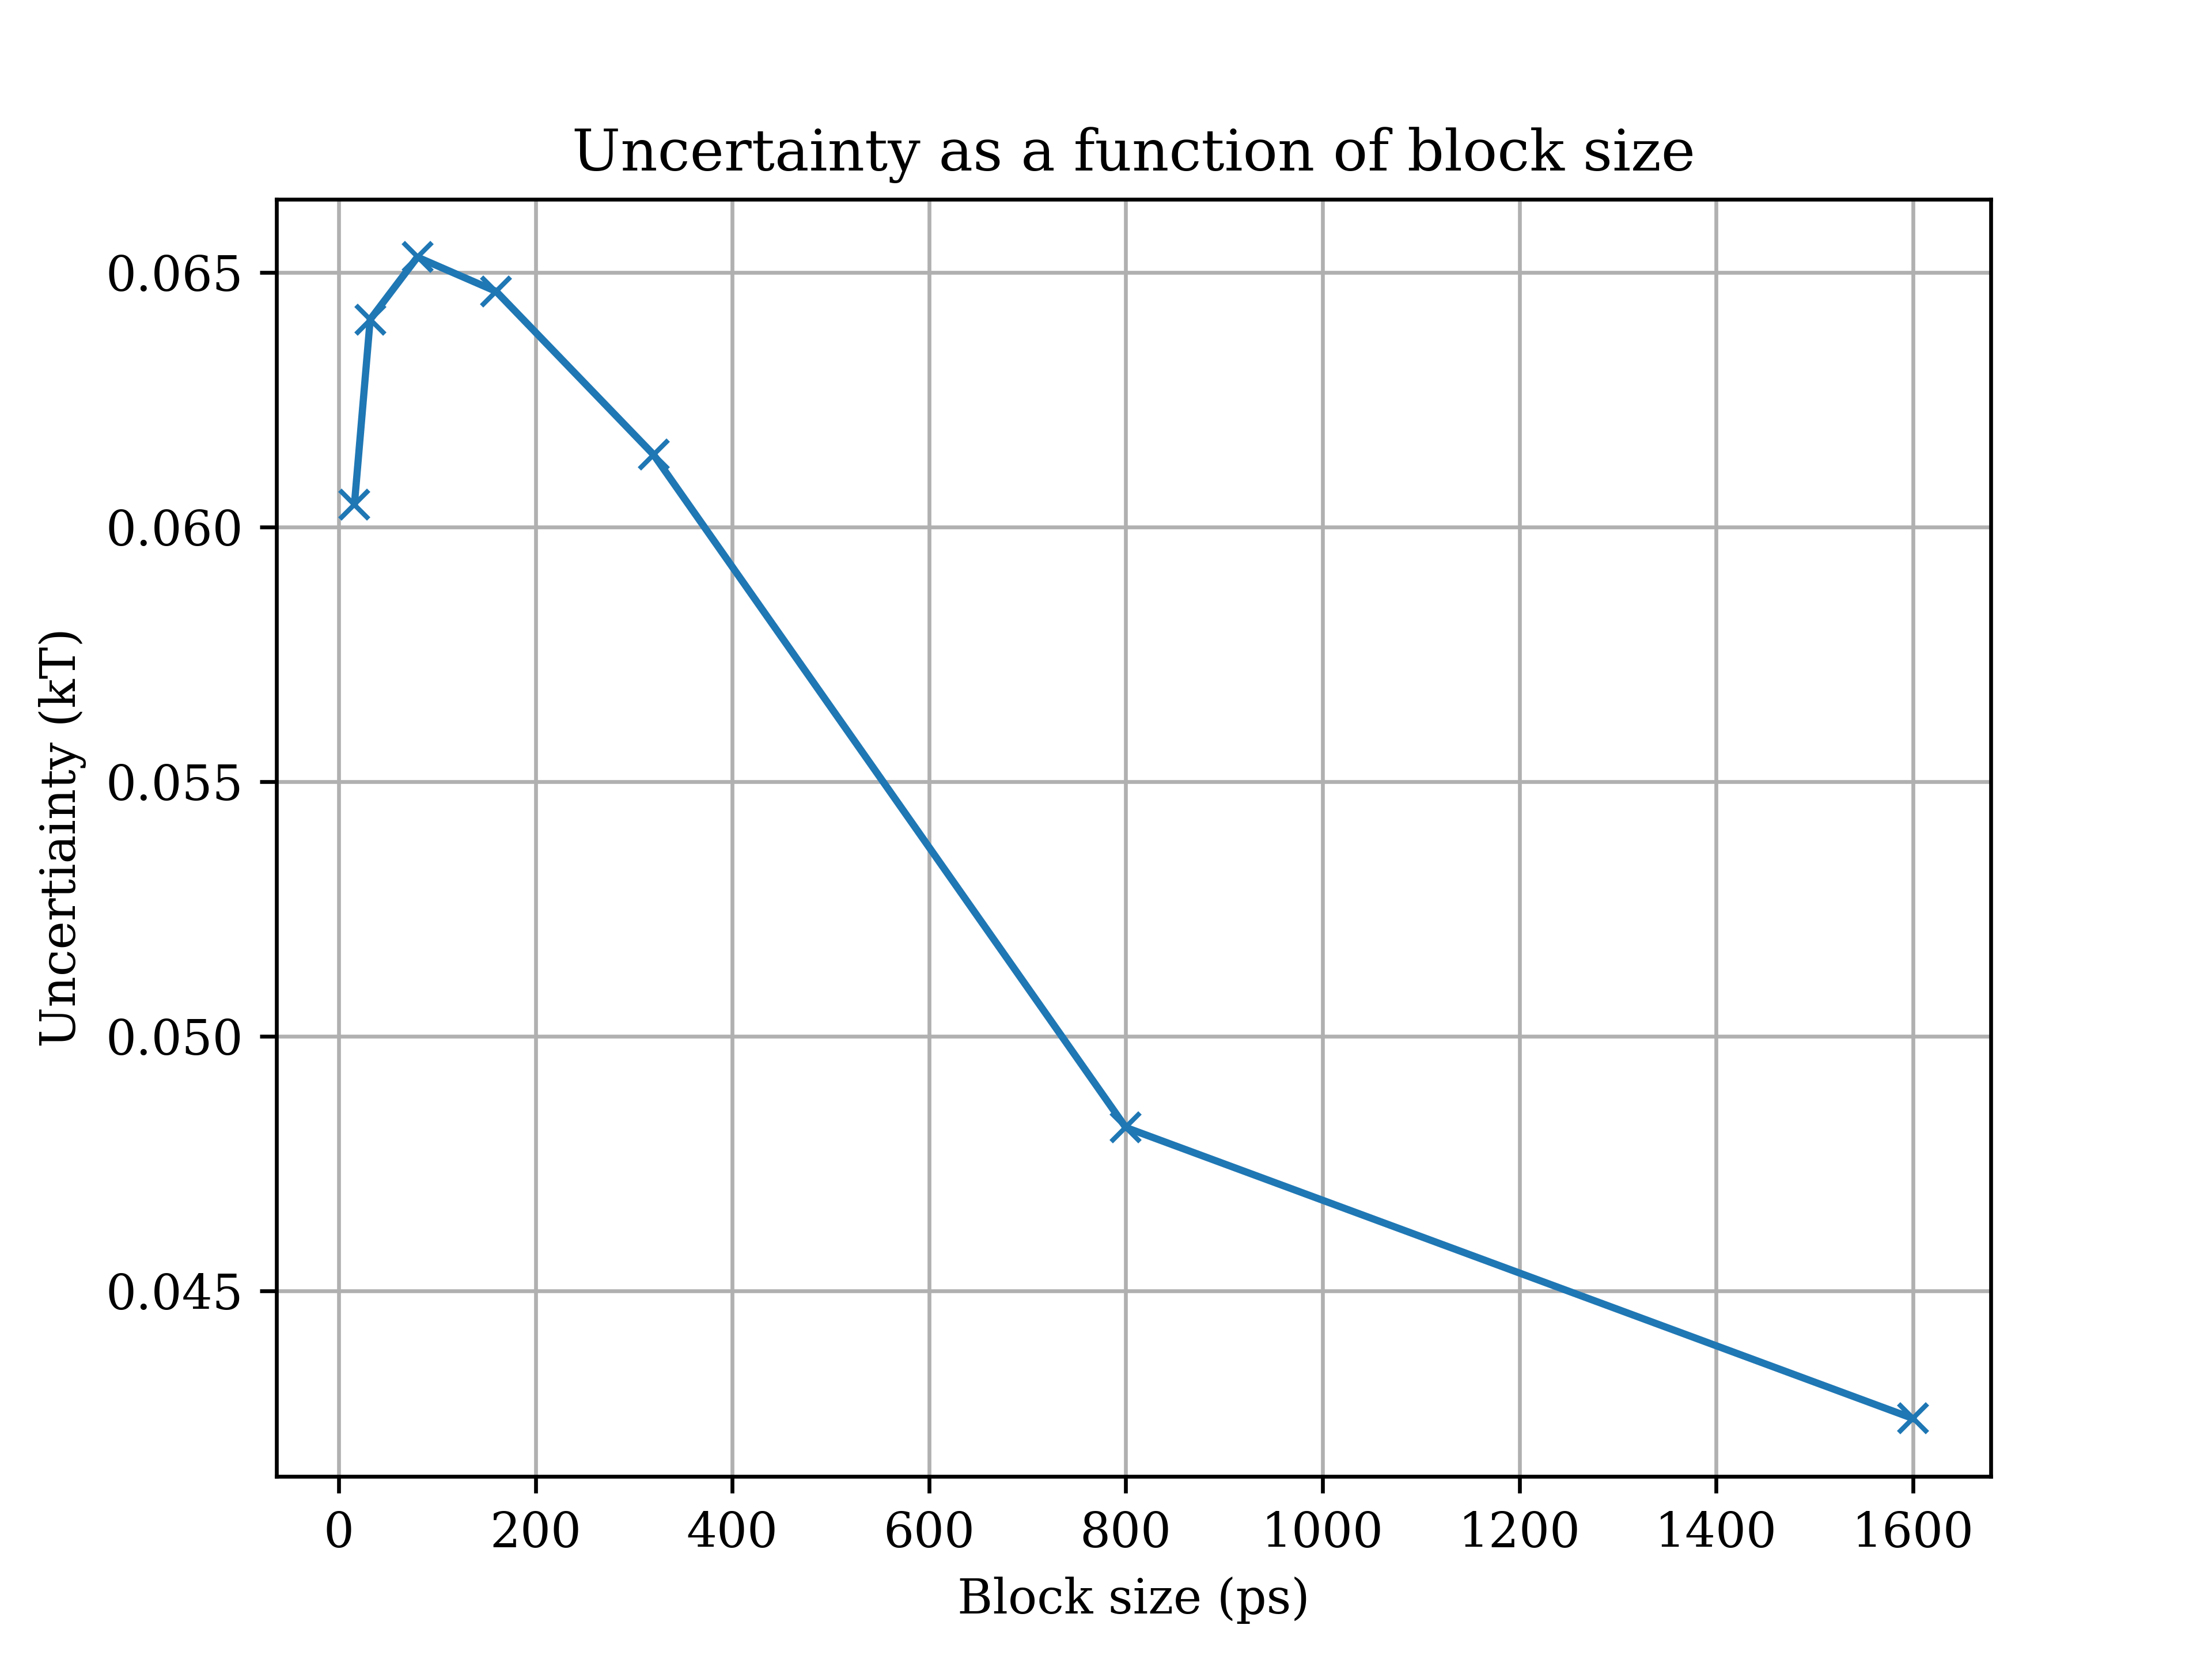 Uncertainty as a function of block size
0.065
0.060
0.055
0.050
0.045
Uncertiainty (kT)
0 200 400 600 800 1000 1200 1400 1600
Block size (ps)